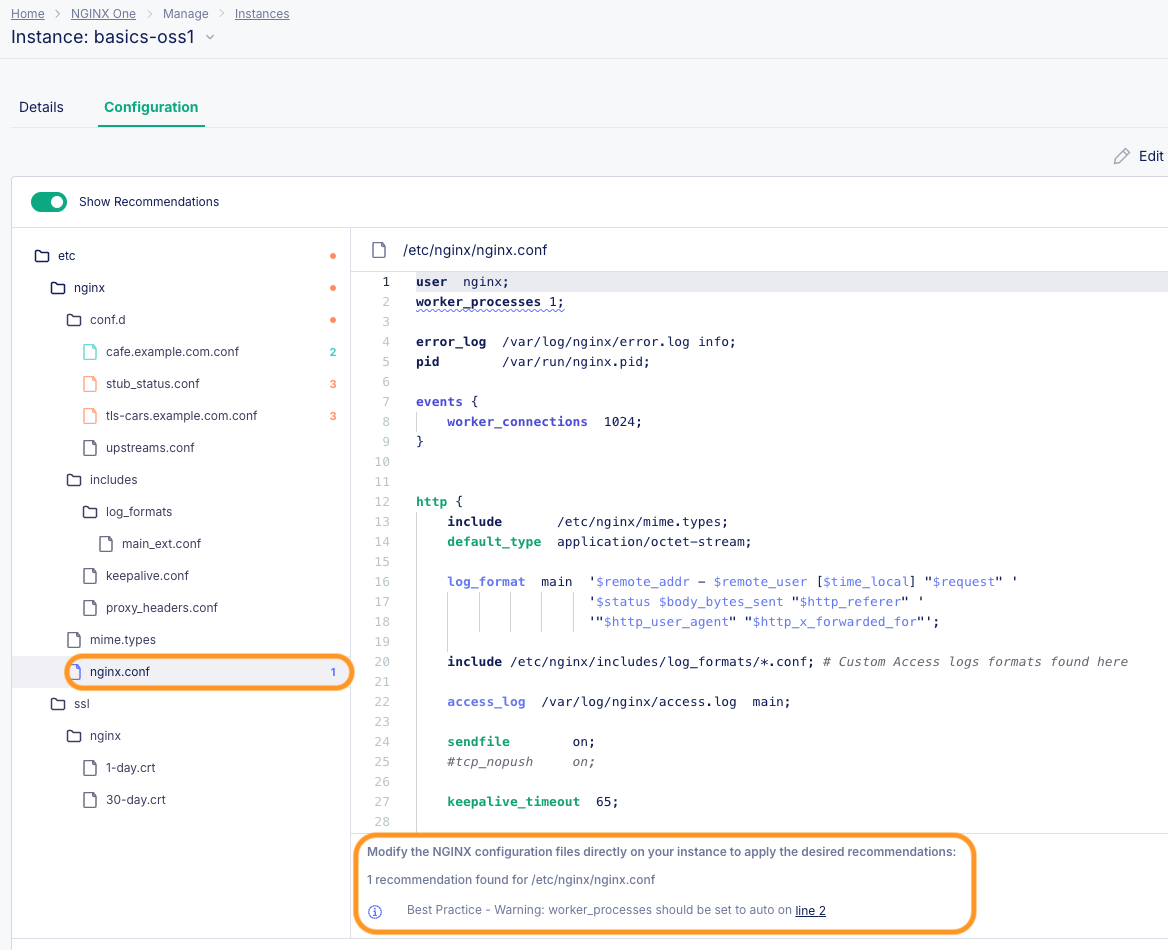 Home > NGINX One > Manage > Instances
Instance: basics-oss1
Details Configuration
Edit
Show Recommendations
etc
nginx
conf.d
cafe.example.com.conf 2
stub_status.conf 3
tls-cars.example.com.conf 3
upstreams.conf
includes
log_formats
main_ext.conf
keepalive.conf
proxy_headers.conf
mime.types
nginx.conf 1
ssl
nginx
1-day.crt
30-day.crt
/etc/nginx/nginx.conf
1 user  nginx;
2 worker_processes 1;
3
4 error_log  /var/log/nginx/error.log info;
5 pid        /var/run/nginx.pid;
6
7 events {
8     worker_connections  1024;
9 }
10
11
12 http {
13     include       /etc/nginx/mime.types;
14     default_type  application/octet-stream;
15
16     log_format  main  '$remote_addr - $remote_user [$time_local] "$request" '
17                       '$status $body_bytes_sent "$http_referer" '
18                       '"$http_user_agent" "$http_x_forwarded_for"';
19
20     include /etc/nginx/includes/log_formats/*.conf; # Custom Access logs formats found here
21
22     access_log  /var/log/nginx/access.log  main;
23
24     sendfile        on;
25     #tcp_nopush     on;
26
27     keepalive_timeout  65;
28
Modify the NGINX configuration files directly on your instance to apply the desired recommendations:
1 recommendation found for /etc/nginx/nginx.conf
Best Practice - Warning: worker_processes should be set to auto on line 2